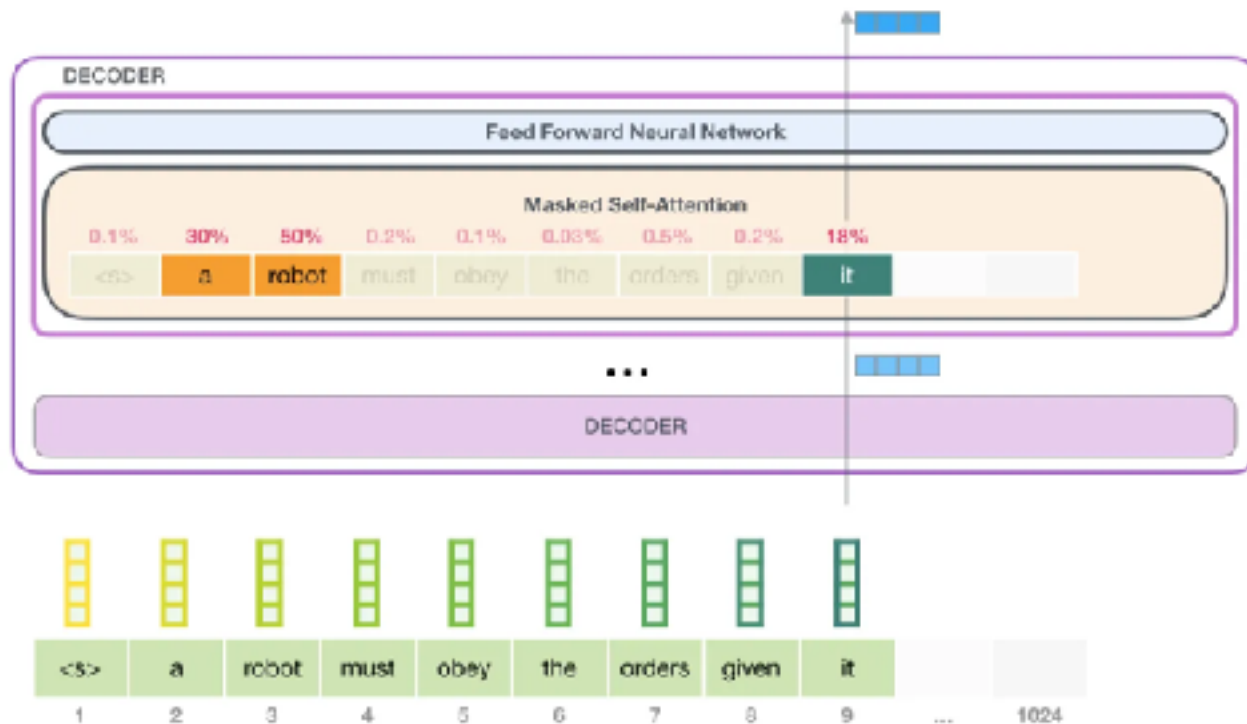 DECODER
Feed Forward Neural Network
Masked Self-Attention
0.1% 30% 50% 0.2% 0.1% 0.03% 0.5% 0.2% 18%
<s> a robot must obey the orders given it
...
DECODER
<s> a robot must obey the orders given it
1 2 3 4 5 6 7 8 9 ... 1024